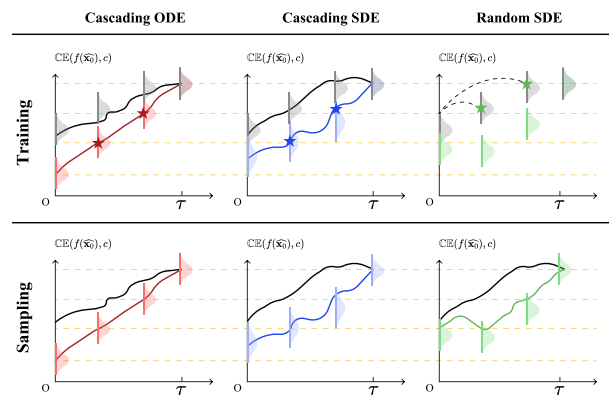 Cascading ODE
Cascading SDE
Random SDE
Training
ℂ𝔼(f(x̂₀), c)
ℂ𝔼(f(x̂₀), c)
ℂ𝔼(f(x̂₀), c)
O
τ
O
τ
O
τ
Sampling
ℂ𝔼(f(x̂₀), c)
ℂ𝔼(f(x̂₀), c)
ℂ𝔼(f(x̂₀), c)
O
τ
O
τ
O
τ